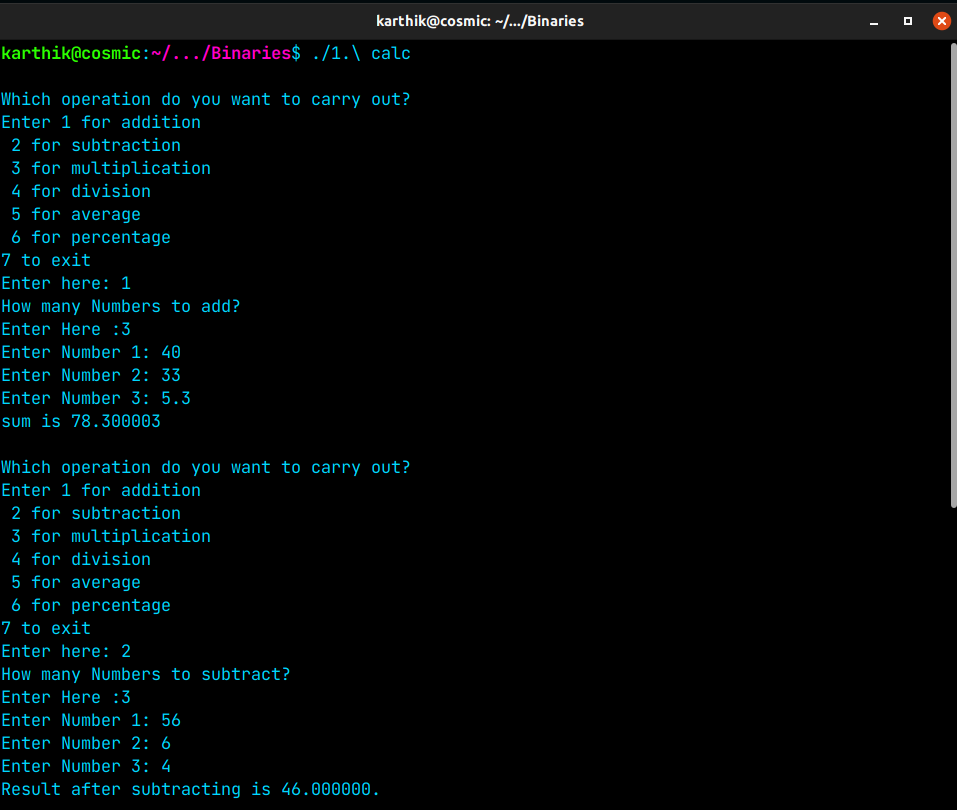 karthik@cosmic: ~/.../Binaries
karthik@cosmic:~/.../Binaries$ ./1.\ calc
Which operation do you want to carry out?
Enter 1 for addition
 2 for subtraction
 3 for multiplication
 4 for division
 5 for average
 6 for percentage
7 to exit
Enter here: 1
How many Numbers to add?
Enter Here :3
Enter Number 1: 40
Enter Number 2: 33
Enter Number 3: 5.3
sum is 78.300003
Which operation do you want to carry out?
Enter 1 for addition
 2 for subtraction
 3 for multiplication
 4 for division
 5 for average
 6 for percentage
7 to exit
Enter here: 2
How many Numbers to subtract?
Enter Here :3
Enter Number 1: 56
Enter Number 2: 6
Enter Number 3: 4
Result after subtracting is 46.000000.